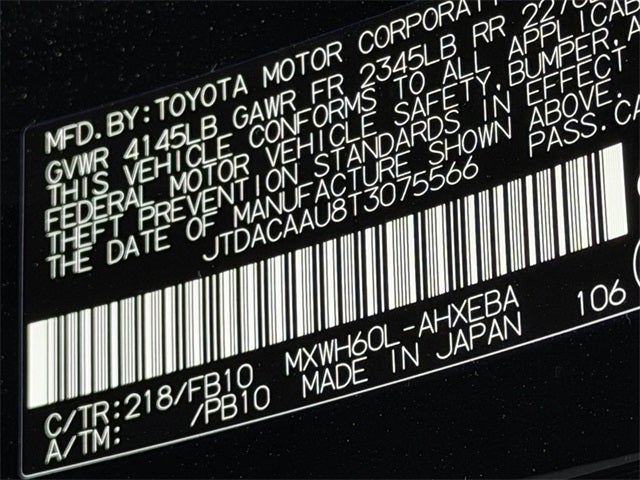 MFD.BY:TOYOTA MOTOR CORPORATI
GVWR 4145LB GAWR FR 2345LB RR
THIS VEHICLE CONFORMS TO ALL APPLICAB
FEDERAL MOTOR VEHICLE SAFETY,BUMPER,A
THEFT PREVENTION STANDARDS IN EFFECT
THE DATE OF MANUFACTURE SHOWN ABOVE.
JTDACAAU8T3075566 PASS.CA
C/TR:218/FB10 MXWH60L-AHXEBA 106
A/TM: /PB10 MADE IN JAPAN